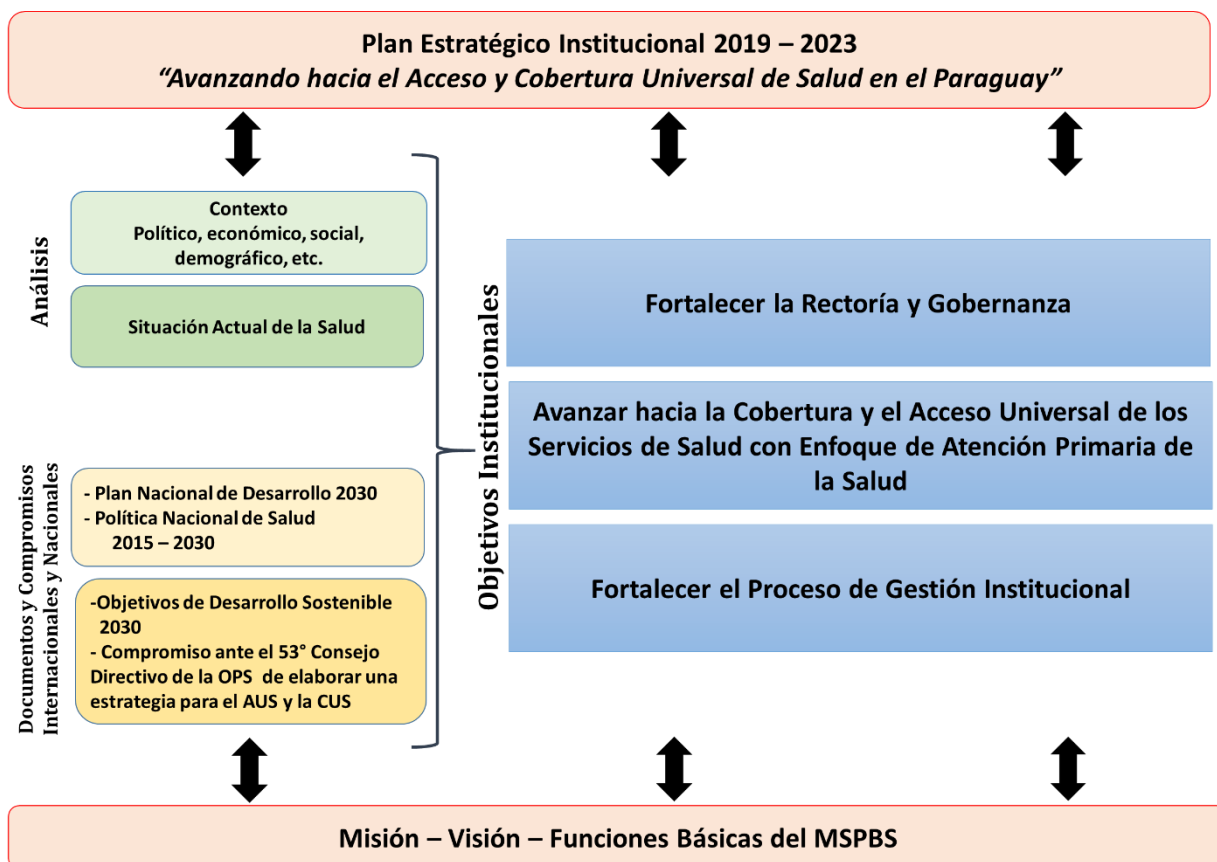 Plan Estratégico Institucional 2019 – 2023
“Avanzando hacia el Acceso y Cobertura Universal de Salud en el Paraguay”
Análisis
Contexto
Político, económico, social,
demográfico, etc.
Situación Actual de la Salud
Documentos y Compromisos
Internacionales y Nacionales
- Plan Nacional de Desarrollo 2030
- Política Nacional de Salud
2015 – 2030
-Objetivos de Desarrollo Sostenible
2030
- Compromiso ante el 53° Consejo
Directivo de la OPS de elaborar una
estrategia para el AUS y la CUS
Objetivos Institucionales
Fortalecer la Rectoría y Gobernanza
Avanzar hacia la Cobertura y el Acceso Universal de los
Servicios de Salud con Enfoque de Atención Primaria de
la Salud
Fortalecer el Proceso de Gestión Institucional
Misión – Visión – Funciones Básicas del MSPBS